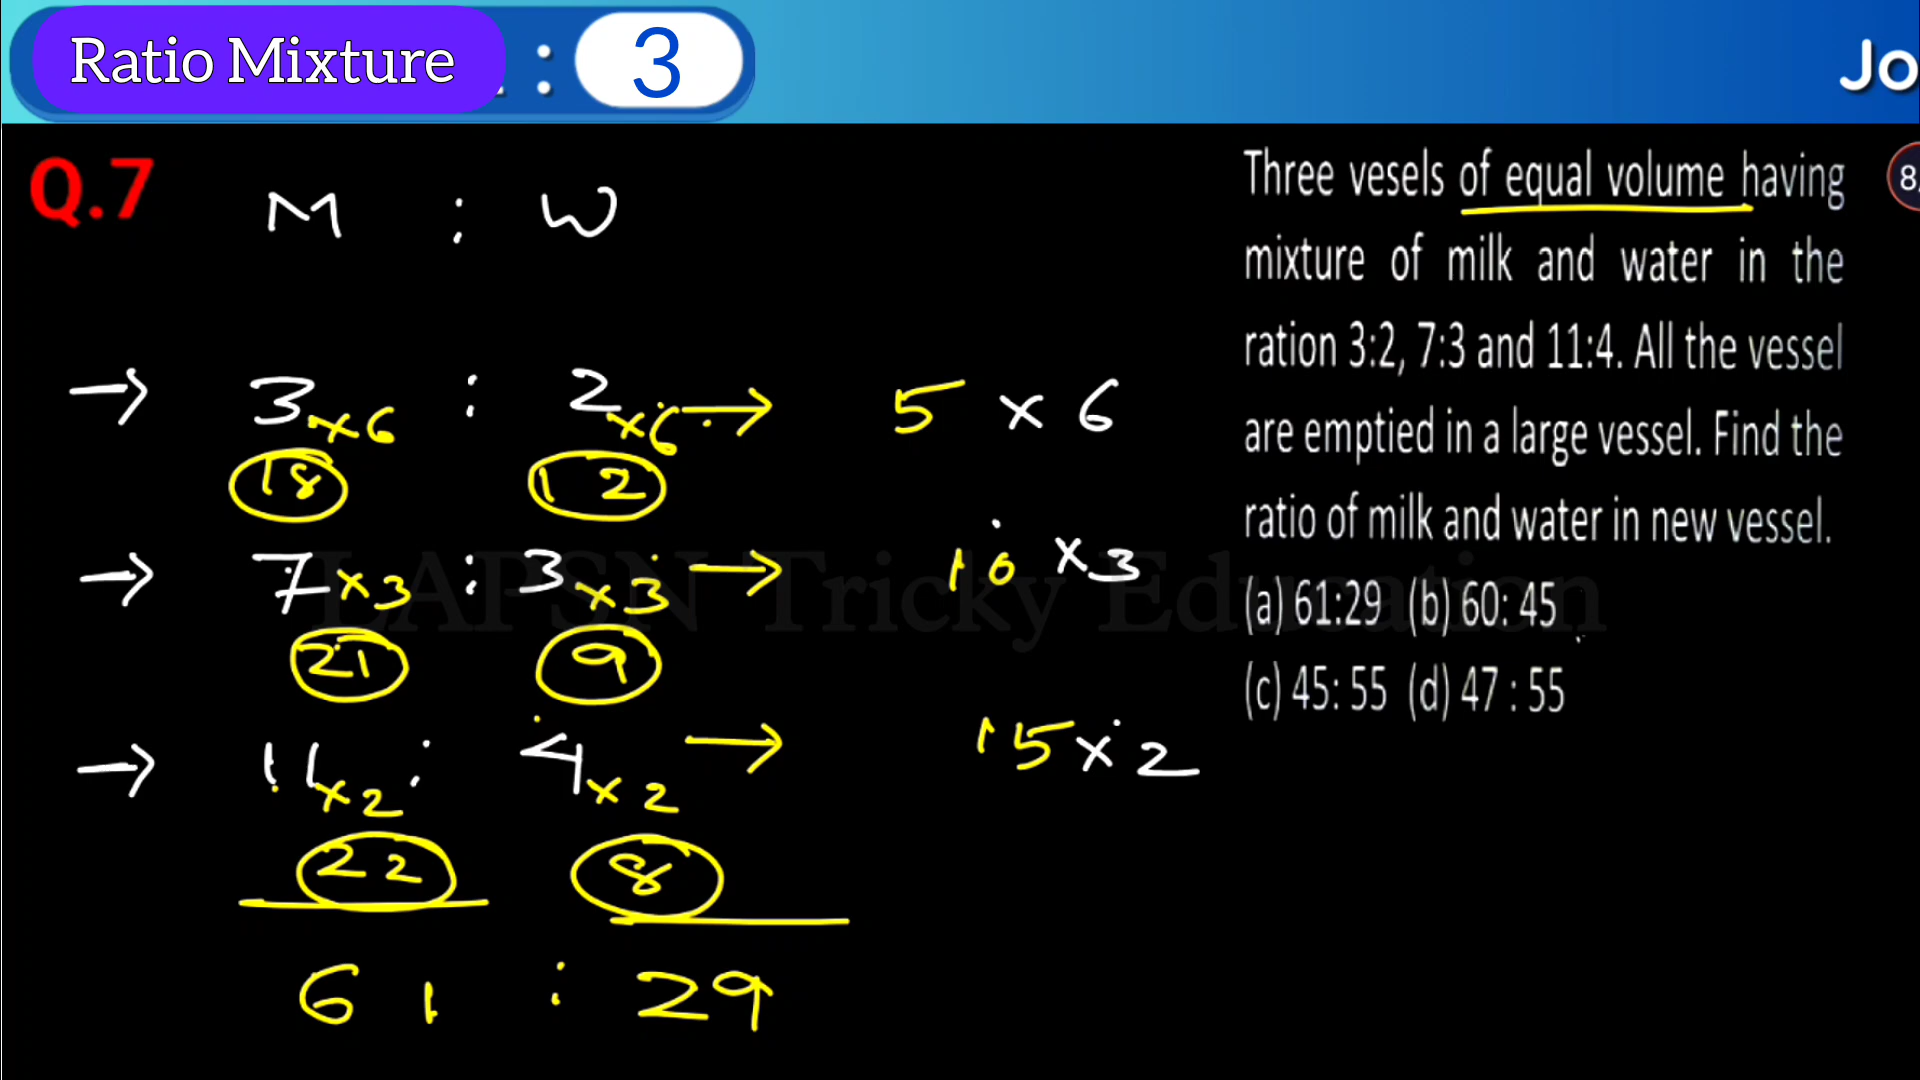 Ratio Mixture : 3
Jo
Q.7
M : W
Three vesels of equal volume having
mixture of milk and water in the
ration 3:2, 7:3 and 11:4. All the vessel
are emptied in a large vessel. Find the
ratio of milk and water in new vessel.
(a) 61:29 (b) 60: 45
(c) 45: 55 (d) 47 : 55
8.
→ 3×6 : 2×6 → 5 × 6
18 12
→ 7×3 : 3×3 → 10 ×3
21 9
→ 11×2 : 4×2 → 15×2
22 8
61 : 29
LAPSN Tricky Education